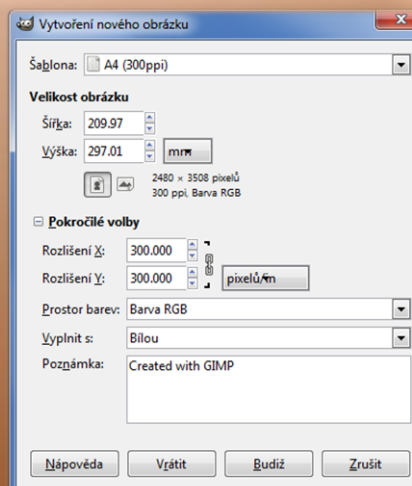 Vytvoření nového obrázku
Šablona: A4 (300ppi)
Velikost obrázku
Šířka: 209.97
Výška: 297.01 mm
2480 × 3508 pixelů
300 ppi, Barva RGB
Pokročilé volby
Rozlišení X: 300.000
Rozlišení Y: 300.000 pixelů/in
Prostor barev: Barva RGB
Vyplnit s: Bílou
Poznámka: Created with GIMP
Nápověda Vrátit Budiž Zrušit